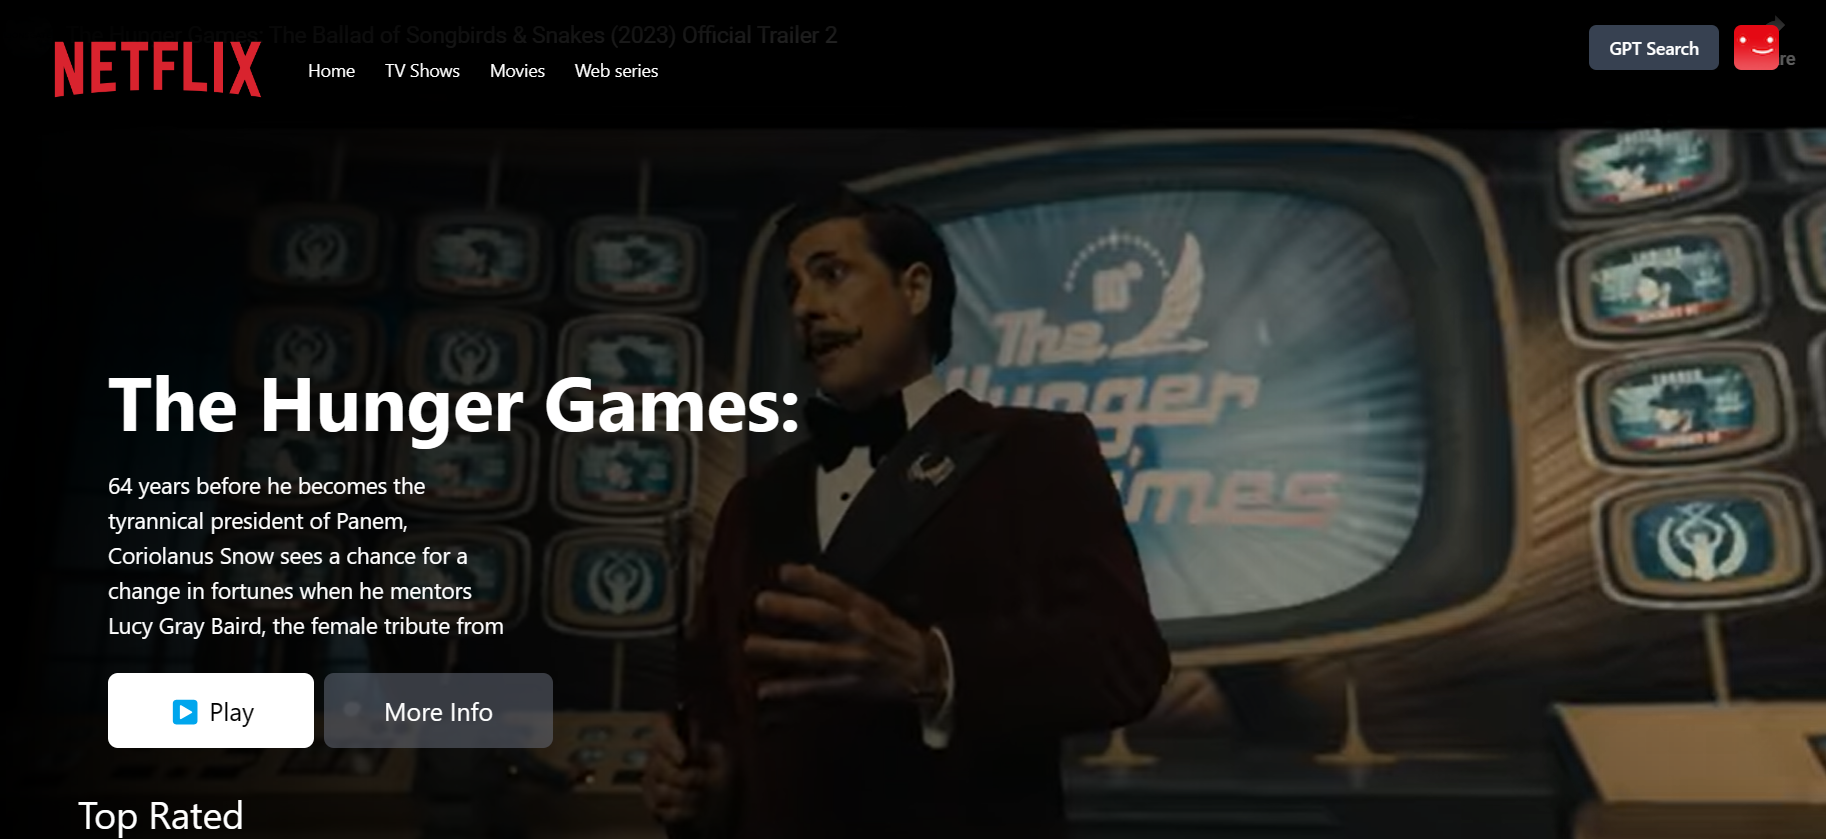 The Hunger Games: The Ballad of Songbirds & Snakes (2023) Official Trailer 2
NETFLIX
Home
TV Shows
Movies
Web series
GPT Search
re
The
Hunger
Games
The Hunger Games:
64 years before he becomes the
tyrannical president of Panem,
Coriolanus Snow sees a chance for a
change in fortunes when he mentors
Lucy Gray Baird, the female tribute from
Play
More Info
Top Rated